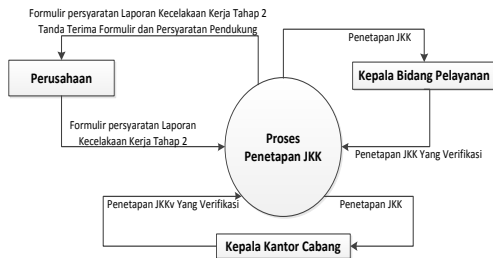 Formulir persyaratan Laporan Kecelakaan Kerja Tahap 2
Tanda Terima Formulir dan Persyaratan Pendukung
Penetapan JKK
Perusahaan
Kepala Bidang Pelayanan
Formulir persyaratan Laporan
Kecelakaan Kerja Tahap 2
Proses
Penetapan JKK
Penetapan JKK Yang Verifikasi
Penetapan JKKv Yang Verifikasi
Penetapan JKK
Kepala Kantor Cabang